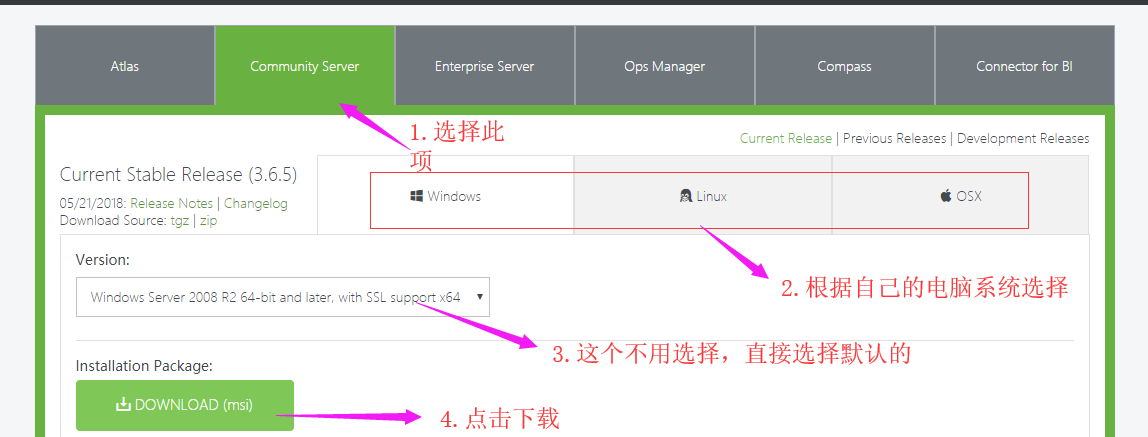 Atlas
Community Server
Enterprise Server
Ops Manager
Compass
Connector for BI
1.选择此
项
Current Release | Previous Releases | Development Releases
Current Stable Release (3.6.5)
05/21/2018: Release Notes | Changelog
Download Source: tgz | zip
Windows
Linux
OSX
2.根据自己的电脑系统选择
Version:
Windows Server 2008 R2 64-bit and later, with SSL support x64
3.这个不用选择，直接选择默认的
Installation Package:
DOWNLOAD (msi)
4.点击下载